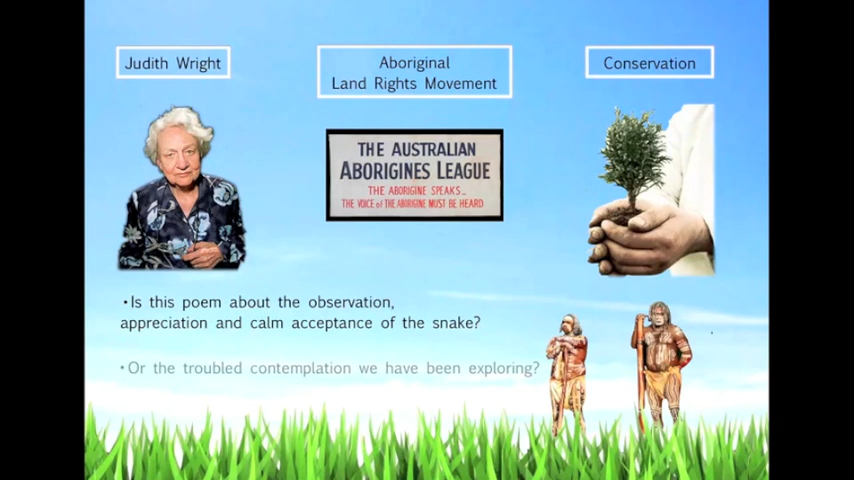 Judith Wright
Aboriginal
Land Rights Movement
Conservation
THE AUSTRALIAN
ABORIGINES LEAGUE
THE ABORIGINE SPEAKS...
THE VOICE of THE ABORIGINE MUST BE HEARD
•Is this poem about the observation,
appreciation and calm acceptance of the snake?
•Or the troubled contemplation we have been exploring?